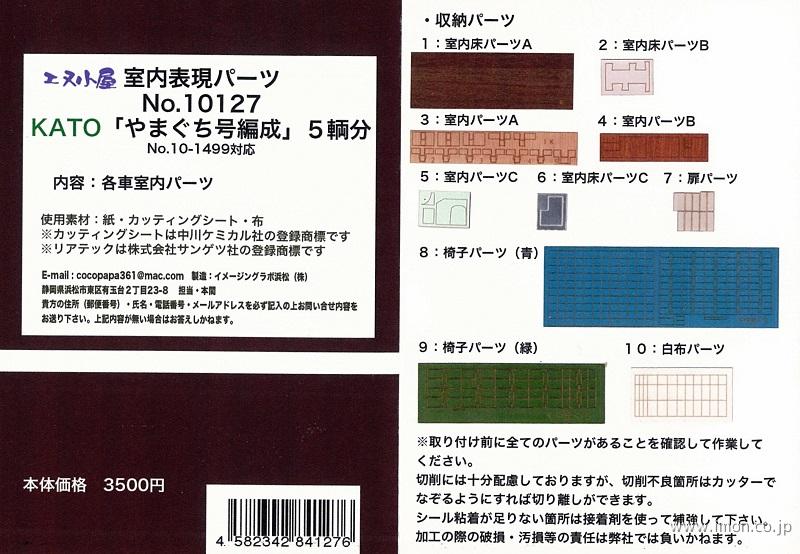 エヌ小屋 室内表現パーツ
No.10127
KATO「やまぐち号編成」５輌分
No.10-1499対応
内容：各車室内パーツ
使用素材：紙・カッティングシート・布
※カッティングシートは中川ケミカル社の登録商標です
※リアテックは株式会社サンゲツ社の登録商標です
E-mail：cocopapa361@mac.com 製造：イメージングラボ浜松（株）
静岡県浜松市東区有玉台２丁目23-8 担当・本間
貴方の住所（郵便番号）・氏名・電話番号・メールアドレスを必ず記入の上お問い合せ内容を
お送り下さい。上記内容が無い場合はお答えしかねます。
本体価格 3500円
4 582342 841276
・収納パーツ
１：室内床パーツA
２：室内床パーツB
３：室内パーツA
４：室内パーツB
５：室内パーツC
６：室内床パーツC
７：扉パーツ
８：椅子パーツ（青）
９：椅子パーツ（緑）
１０：白布パーツ
※取り付け前に全てのパーツがあることを確認して作業して
ください。
切削には十分配慮しておりますが、切削不良箇所はカッターで
なぞるようにすれば切り離しができます。
シール粘着が足りない箇所は接着剤を使って補強して下さい。
加工の際の破損・汚損等の責任は弊社では負いかねます。
www.imon.co.jp